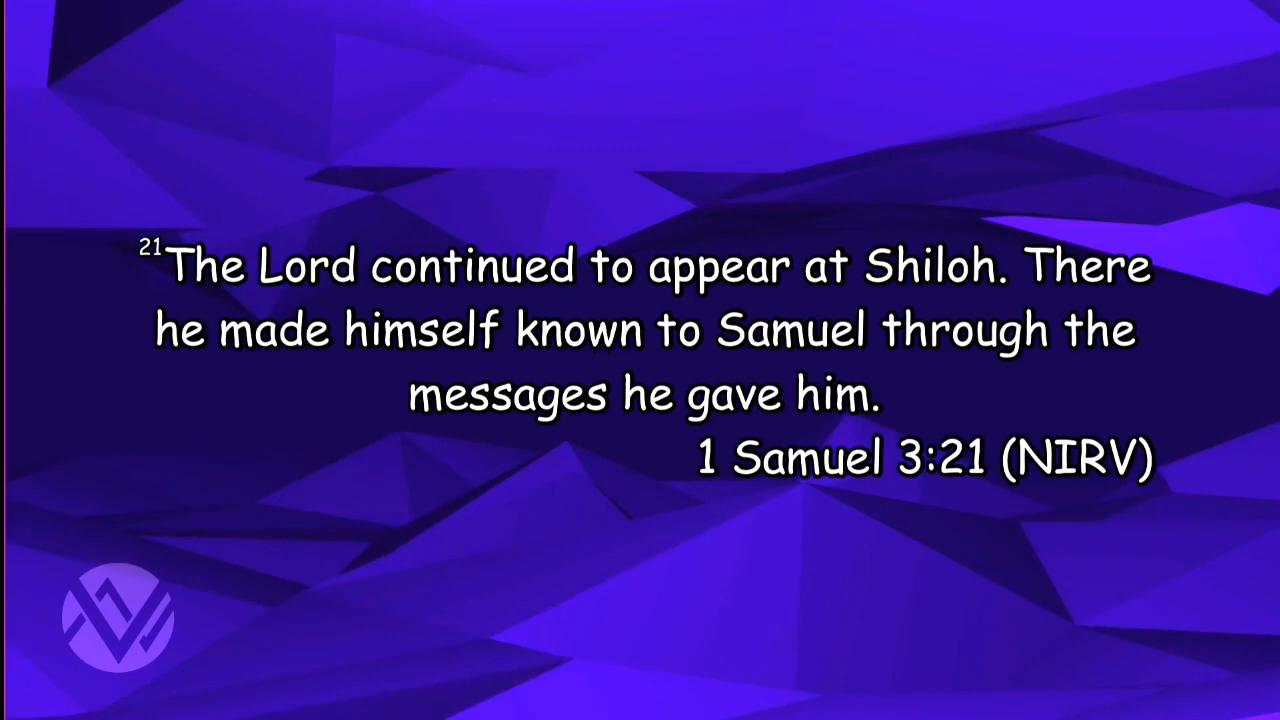 ²¹The Lord continued to appear at Shiloh. There
he made himself known to Samuel through the
messages he gave him.
1 Samuel 3:21 (NIRV)